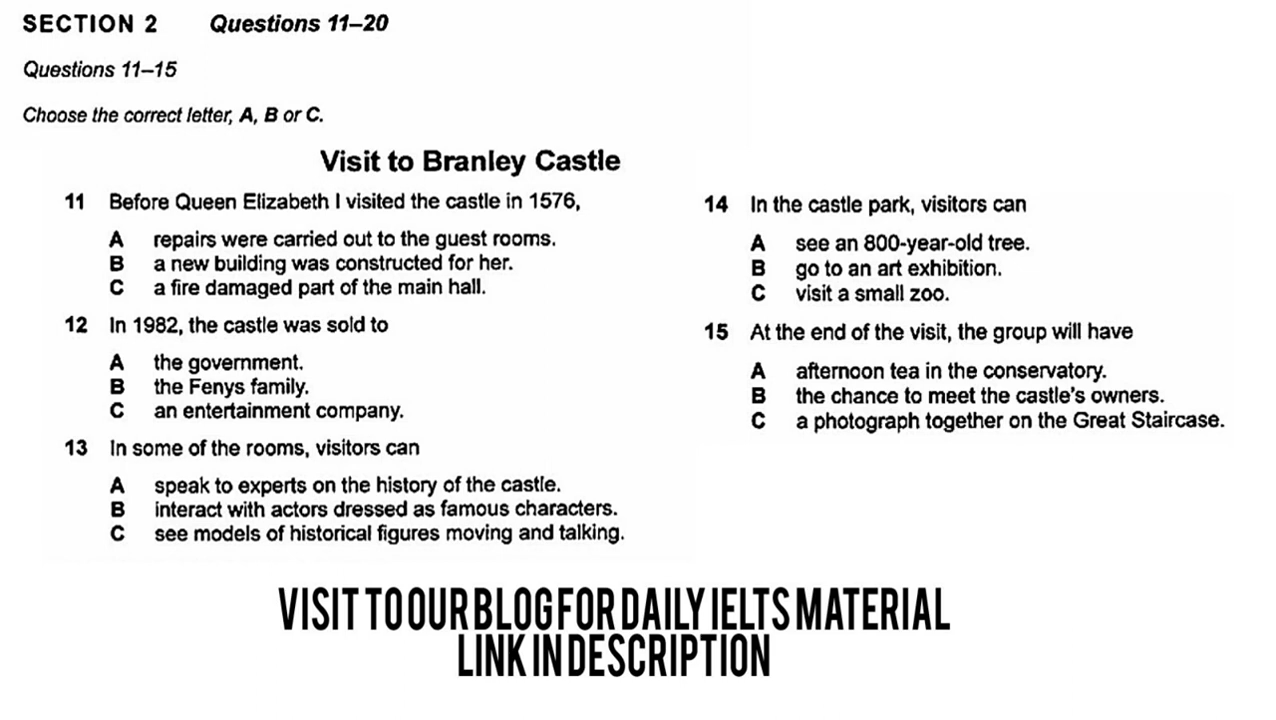 SECTION 2 Questions 11–20
Questions 11–15
Choose the correct letter, A, B or C.
Visit to Branley Castle
11 Before Queen Elizabeth I visited the castle in 1576,
A repairs were carried out to the guest rooms.
B a new building was constructed for her.
C a fire damaged part of the main hall.
12 In 1982, the castle was sold to
A the government.
B the Fenys family.
C an entertainment company.
13 In some of the rooms, visitors can
A speak to experts on the history of the castle.
B interact with actors dressed as famous characters.
C see models of historical figures moving and talking.
14 In the castle park, visitors can
A see an 800-year-old tree.
B go to an art exhibition.
C visit a small zoo.
15 At the end of the visit, the group will have
A afternoon tea in the conservatory.
B the chance to meet the castle's owners.
C a photograph together on the Great Staircase.
VISIT TO OUR BLOG FOR DAILY IELTS MATERIAL
LINK IN DESCRIPTION